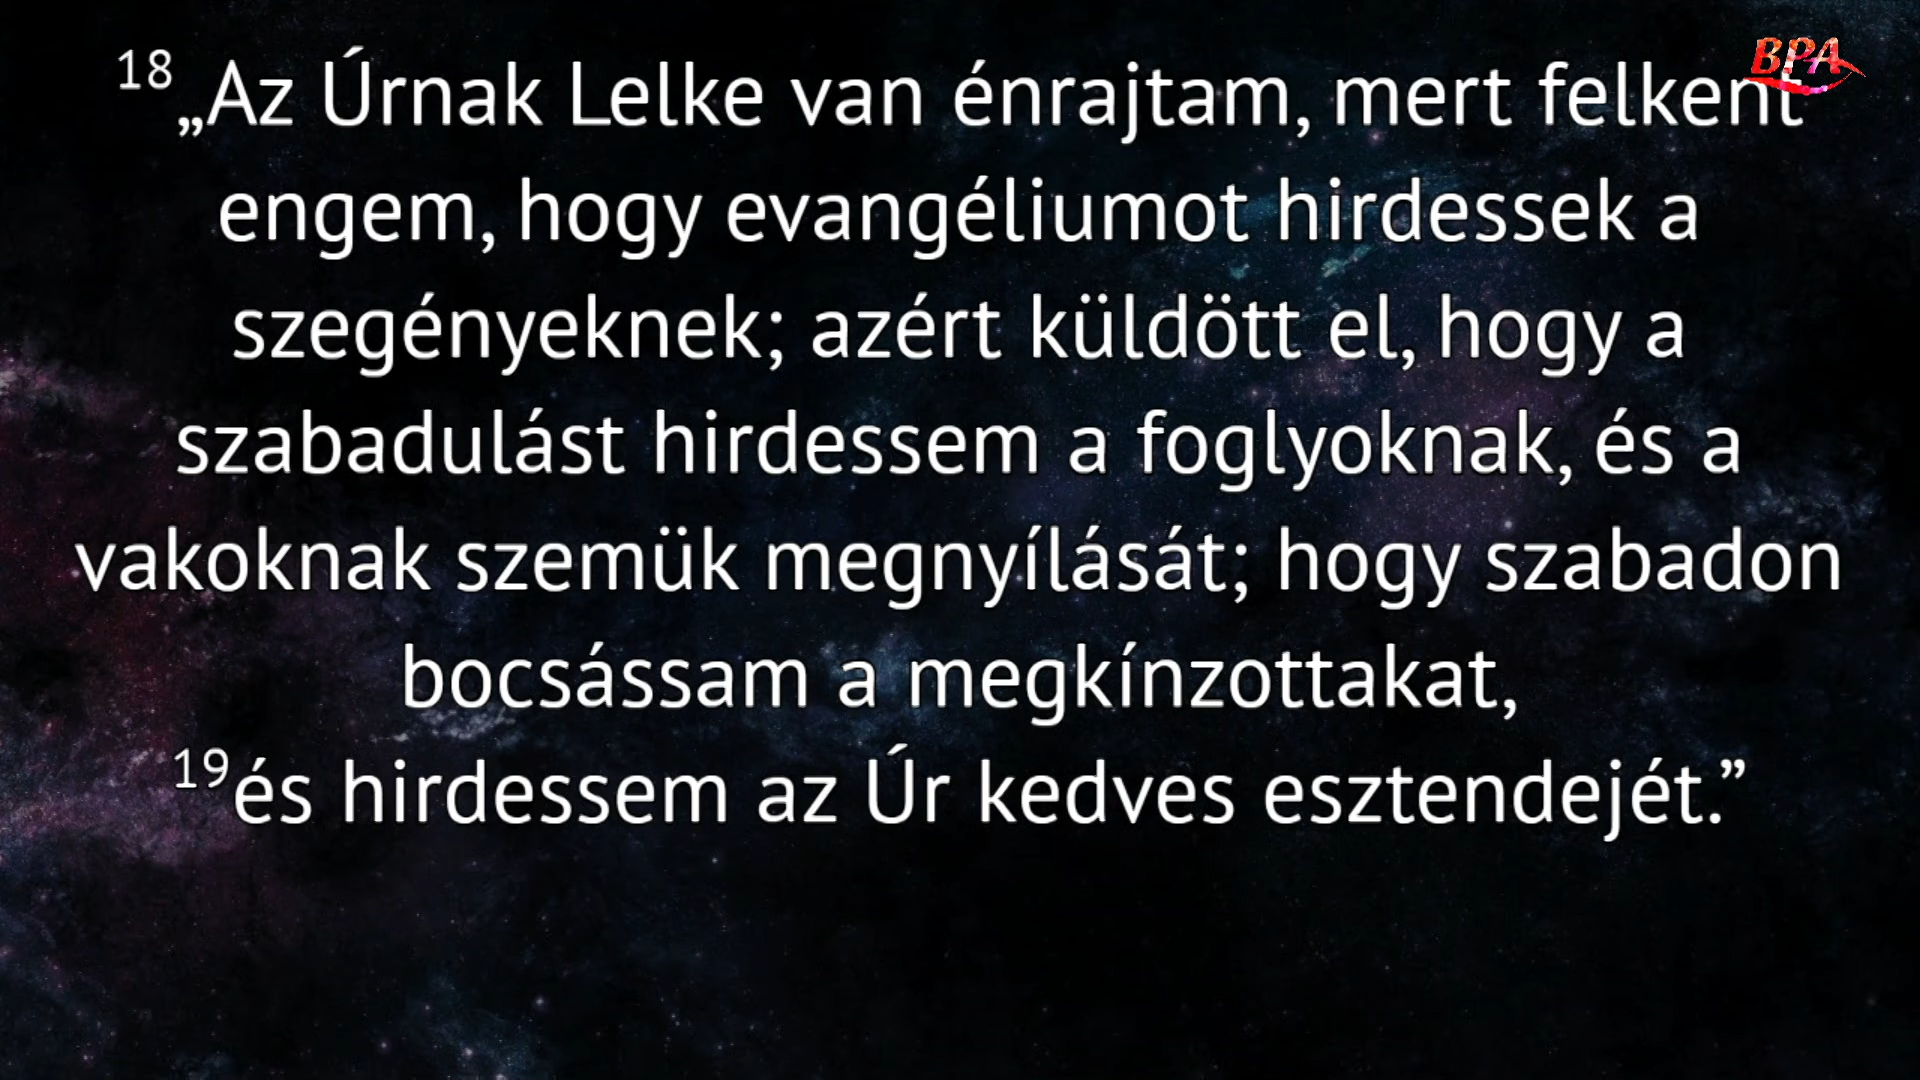 18„Az Úrnak Lelke van énrajtam, mert felkent
engem, hogy evangéliumot hirdessek a
szegényeknek; azért küldött el, hogy a
szabadulást hirdessem a foglyoknak, és a
vakoknak szemük megnyílását; hogy szabadon
bocsássam a megkínzottakat,
19és hirdessem az Úr kedves esztendejét.”
BPA